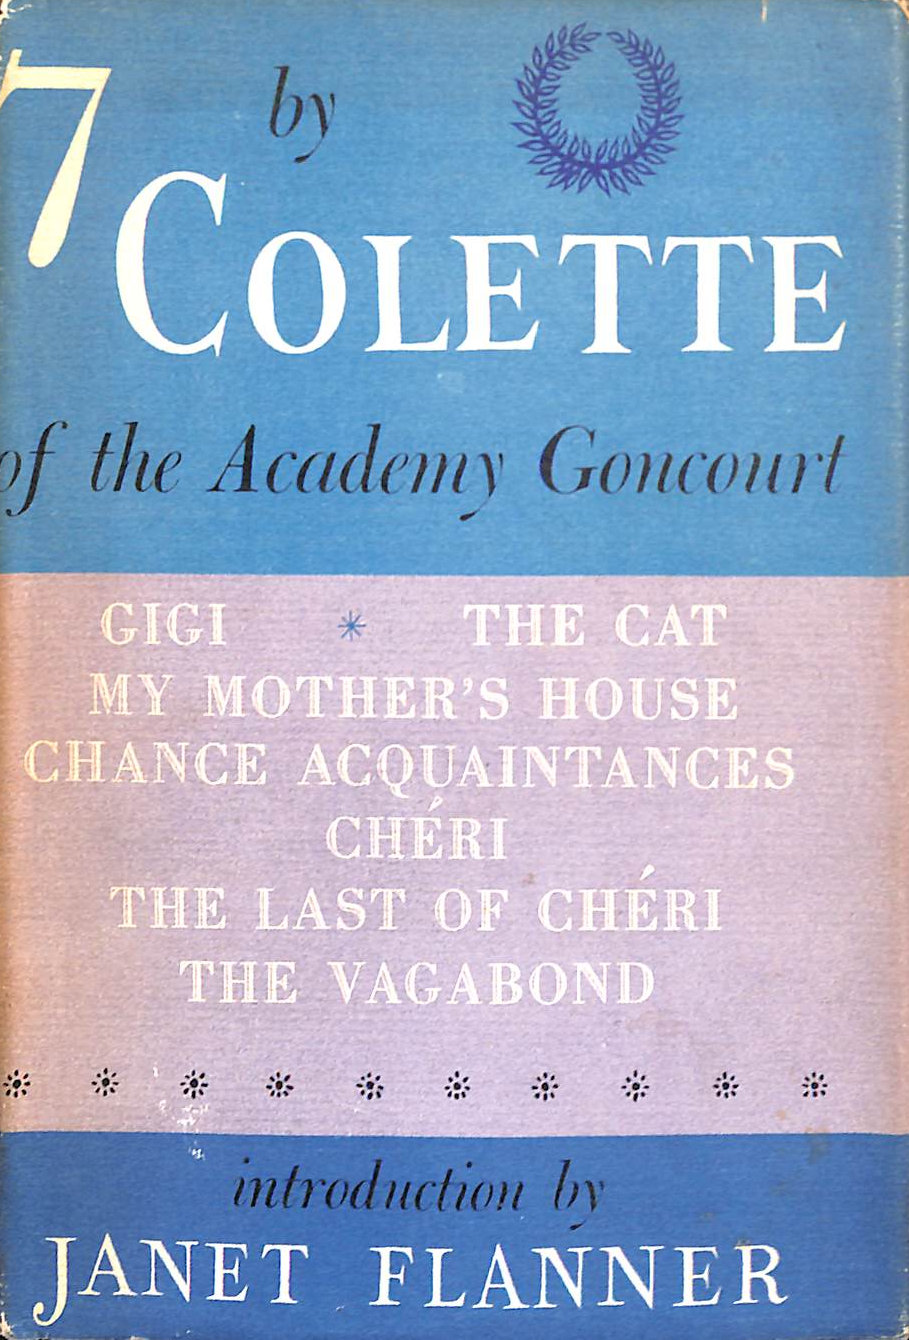 7 by
COLETTE
of the Academy Goncourt
GIGI * THE CAT
MY MOTHER'S HOUSE
CHANCE ACQUAINTANCES
CHÉRI
THE LAST OF CHÉRI
THE VAGABOND
introduction by
JANET FLANNER